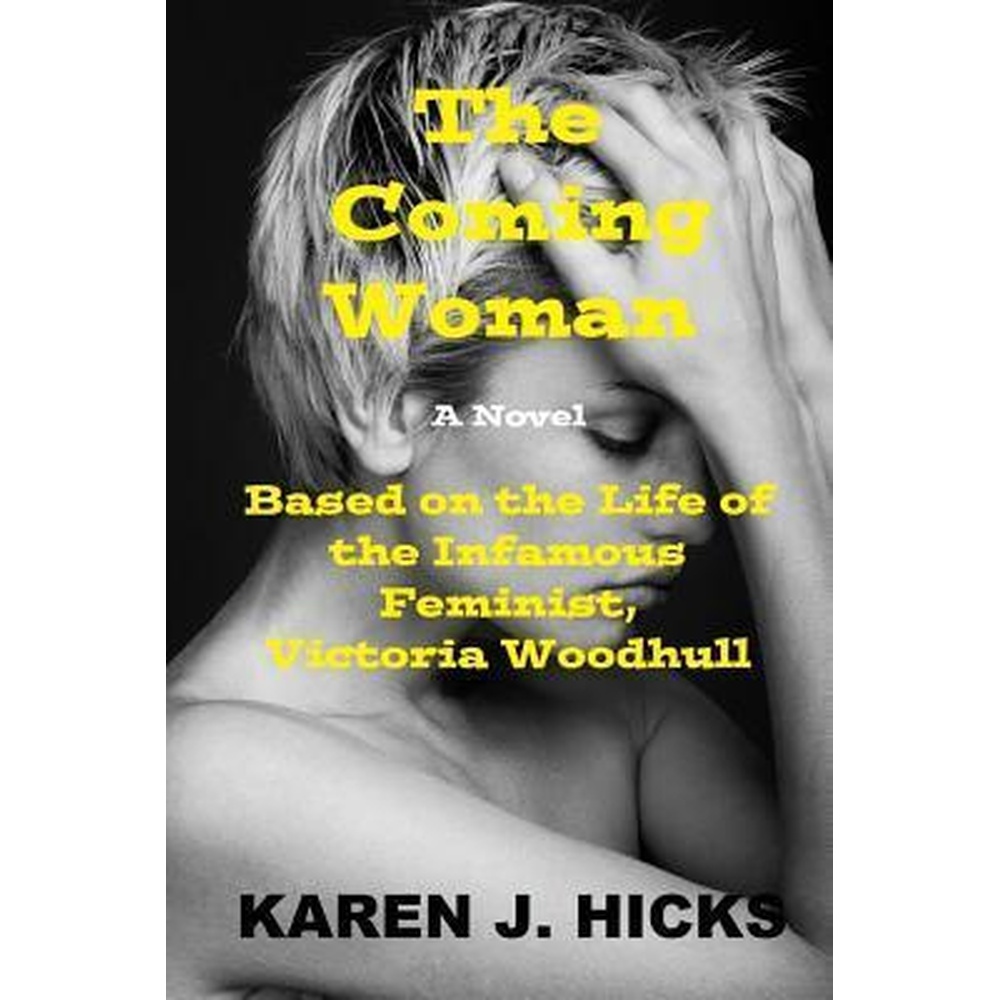 The
Coming
Woman
A Novel
Based on the Life of
the Infamous
Feminist,
Victoria Woodhull
KAREN J. HICKS